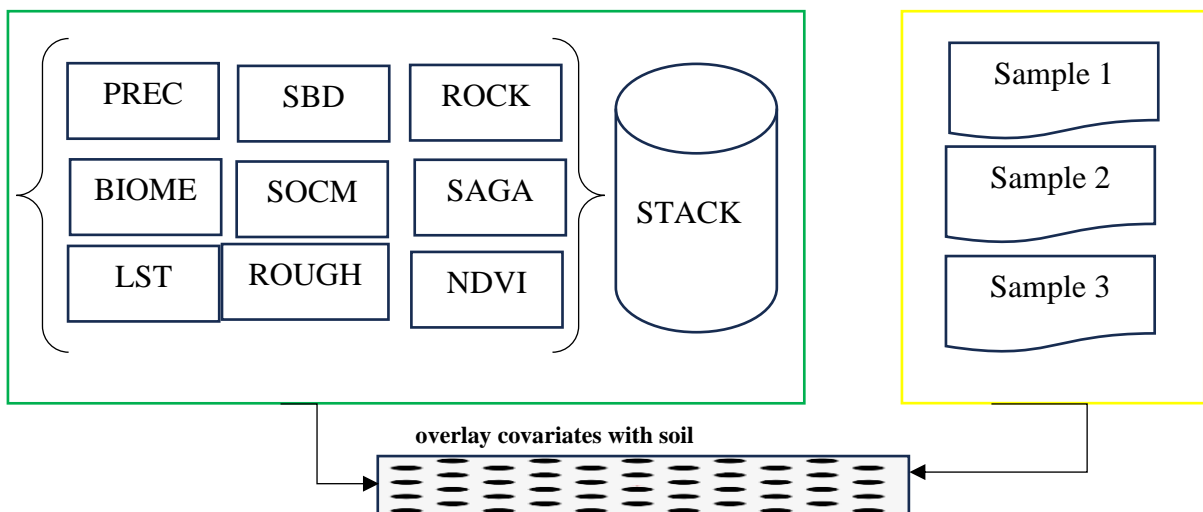 PREC
SBD
ROCK
BIOME
SOCM
SAGA
LST
ROUGH
NDVI
STACK
Sample 1
Sample 2
Sample 3
overlay covariates with soil